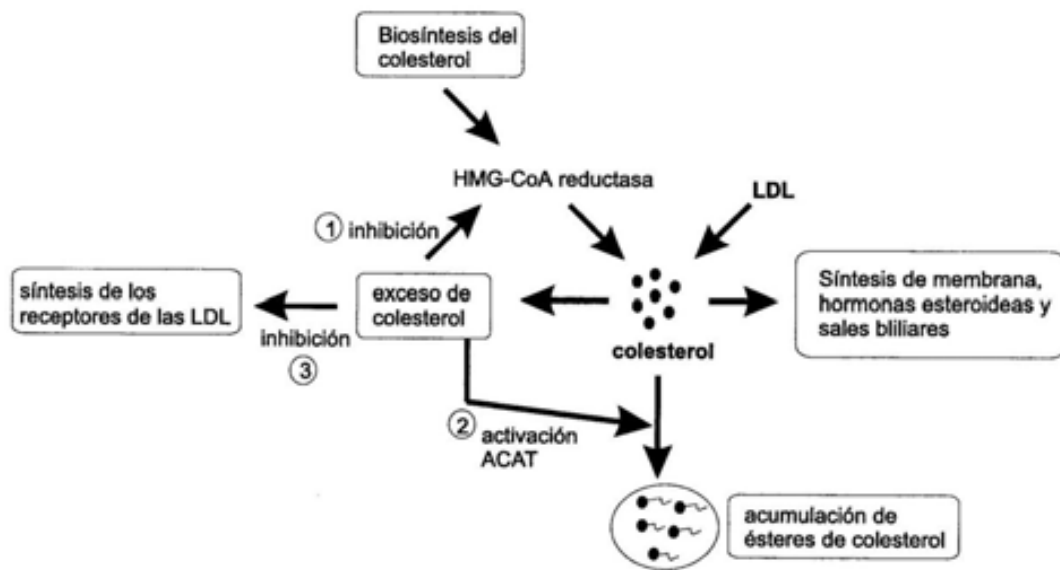 Biosíntesis del
colesterol
HMG-CoA reductasa
LDL
① inhibición
síntesis de los
receptores de las LDL
exceso de
colesterol
Síntesis de membrana,
hormonas esteroideas y
sales bliliares
inhibición
③
colesterol
② activación
ACAT
acumulación de
ésteres de colesterol